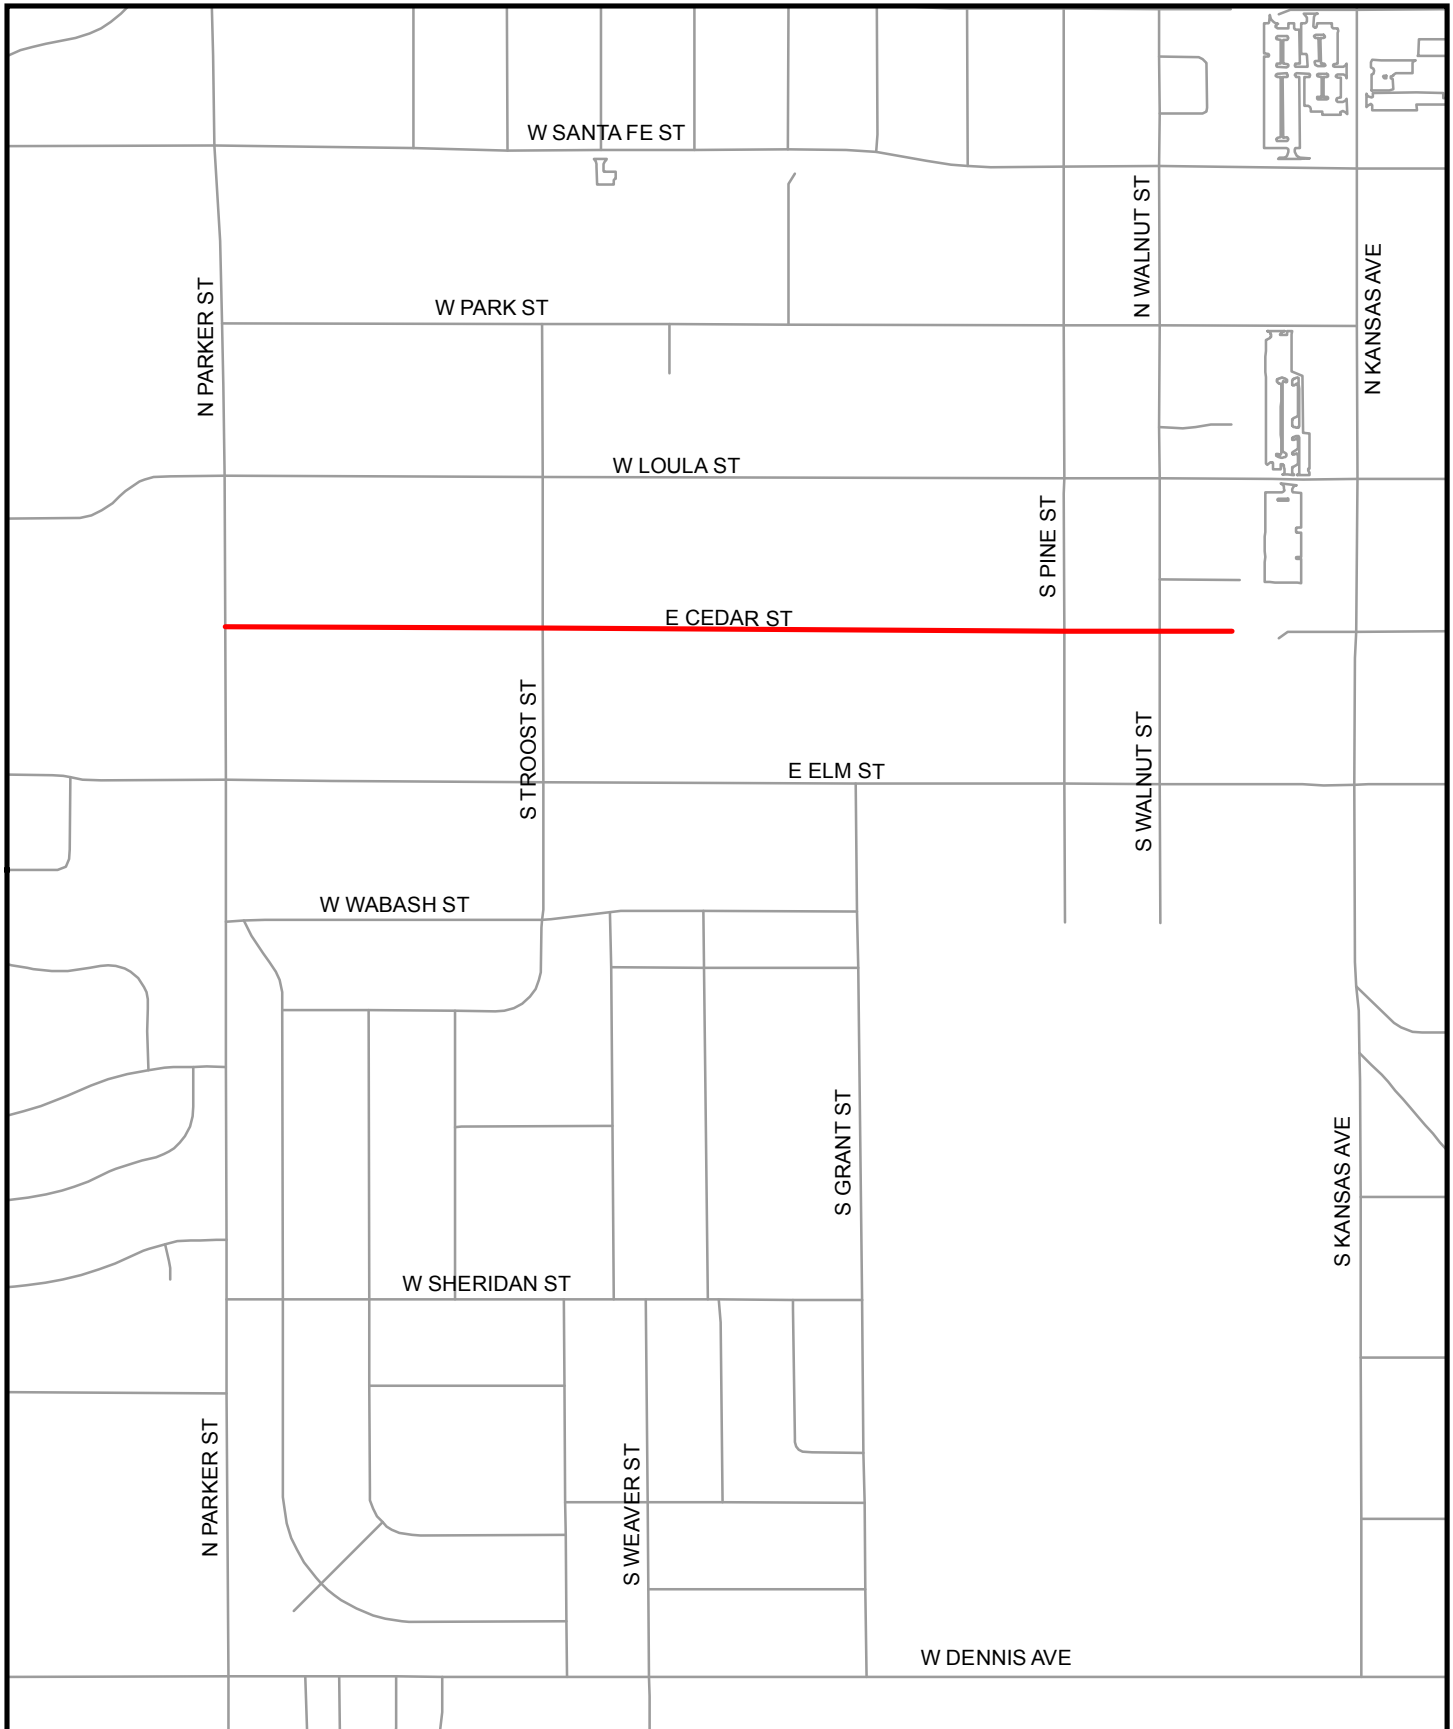 W SANTA FE ST
N WALNUT ST
N KANSAS AVE
N PARKER ST
W PARK ST
W LOULA ST
S PINE ST
E CEDAR ST
S TROOST ST
S WALNUT ST
E ELM ST
W WABASH ST
S GRANT ST
S KANSAS AVE
W SHERIDAN ST
N PARKER ST
S WEAVER ST
W DENNIS AVE